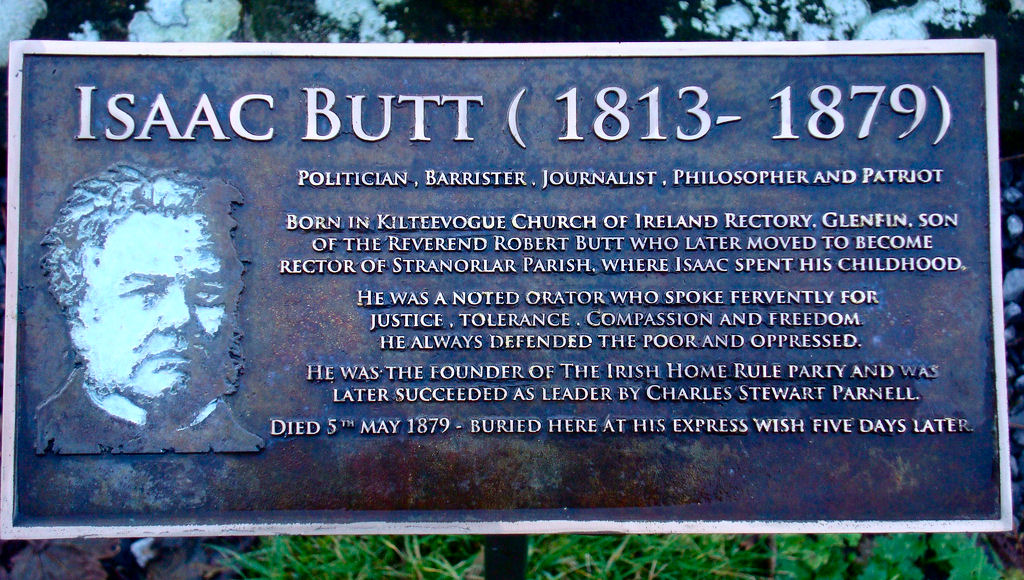 ISAAC BUTT ( 1813- 1879)
POLITICIAN , BARRISTER , JOURNALIST , PHILOSOPHER AND PATRIOT
BORN IN KILTEEVOGUE CHURCH OF IRELAND RECTORY, GLENFIN, SON
OF THE REVEREND ROBERT BUTT WHO LATER MOVED TO BECOME
RECTOR OF STRANORLAR PARISH, WHERE ISAAC SPENT HIS CHILDHOOD.
HE WAS A NOTED ORATOR WHO SPOKE FERVENTLY FOR
JUSTICE , TOLERANCE , COMPASSION AND FREEDOM
HE ALWAYS DEFENDED THE POOR AND OPPRESSED.
HE WAS THE FOUNDER OF THE IRISH HOME RULE PARTY AND WAS
LATER SUCCEEDED AS LEADER BY CHARLES STEWART PARNELL.
DIED 5TH MAY 1879 - BURIED HERE AT HIS EXPRESS WISH FIVE DAYS LATER.